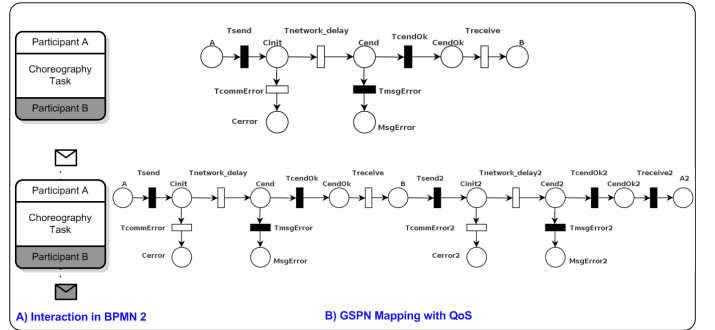 Participant A
Choreography
Task
Participant B
A
Tsend
Cinit
Tnetwork_delay
Cend
TcendOk
CendOk
Treceive
B
TcommError
TmsgError
Cerror
MsgError
Participant A
Choreography
Task
Participant B
A
Tsend
Cinit
Tnetwork_delay
Cend
TcendOk
CendOk
Treceive
B
Tsend2
Cinit2
Tnetwork_delay2
Cend2
TcendOk2
CendOk2
Treceive2
A2
TcommError
TmsgError
TcommError2
TmsgError2
Cerror
MsgError
Cerror2
MsgError2
A) Interaction in BPMN 2
B) GSPN Mapping with QoS